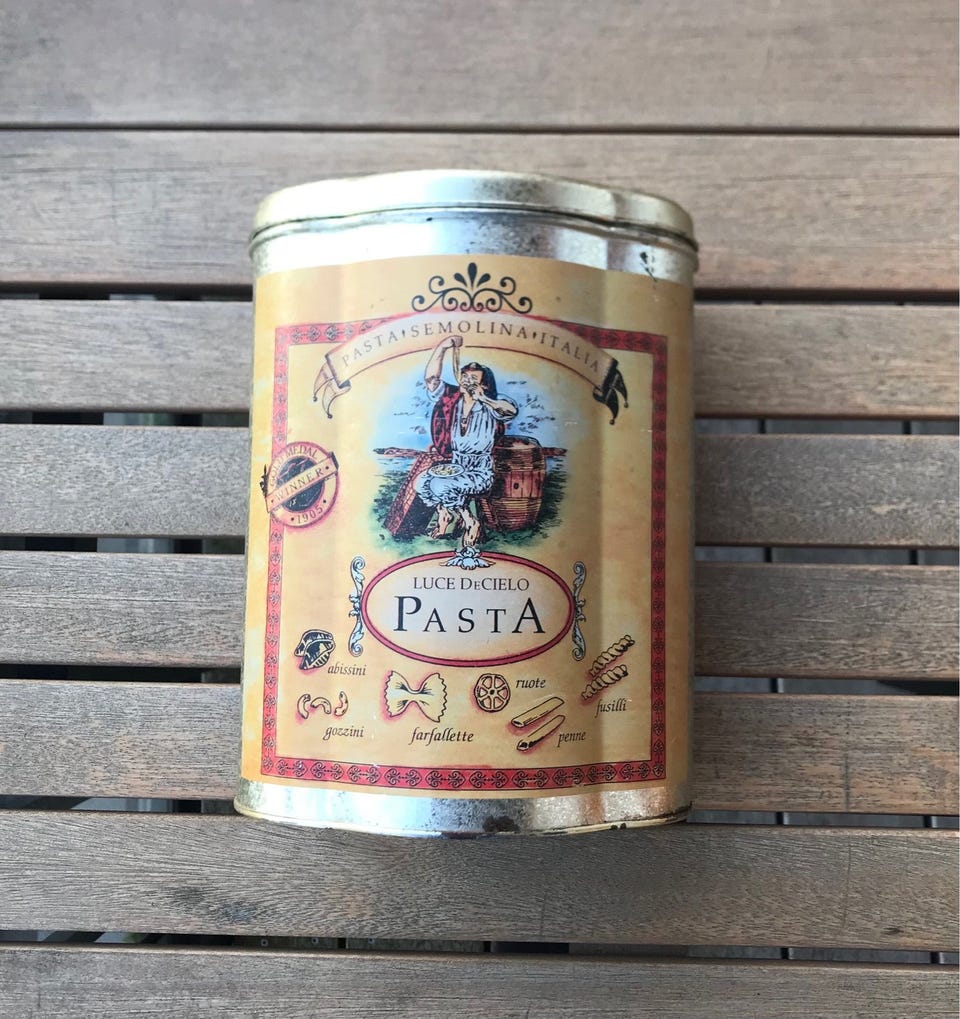 PASTA•SEMOLINA•ITALIA
GOLD MEDAL
WINNER
•1905•
LUCE DeCIELO
PASTA
abissini
ruote
fusilli
gozzini
farfallette
penne